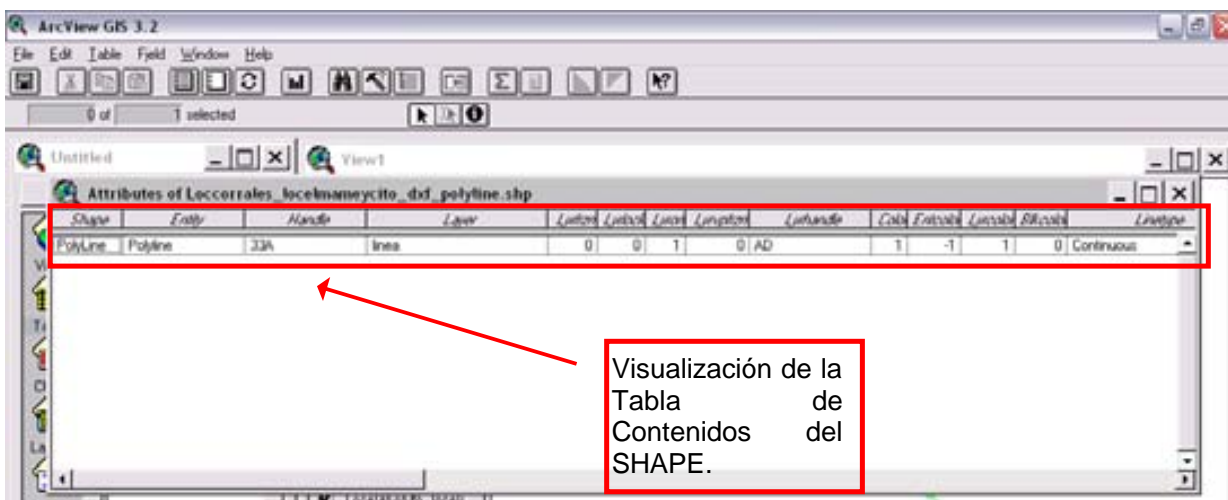 ArcView GIS 3.2
File Edit Table Field Window Help
0 of 1 selected
Untitled
View1
Attributes of Loccorrales_locelmameycito_dxf_polyline.shp
Shape Entity Handle Layer Lyrhandle Linetype
PolyLine Polyline 33A linea 0 0 1 0 AD 1 -1 1 0 Continuous
Visualización de la
Tabla de
Contenidos del
SHAPE.